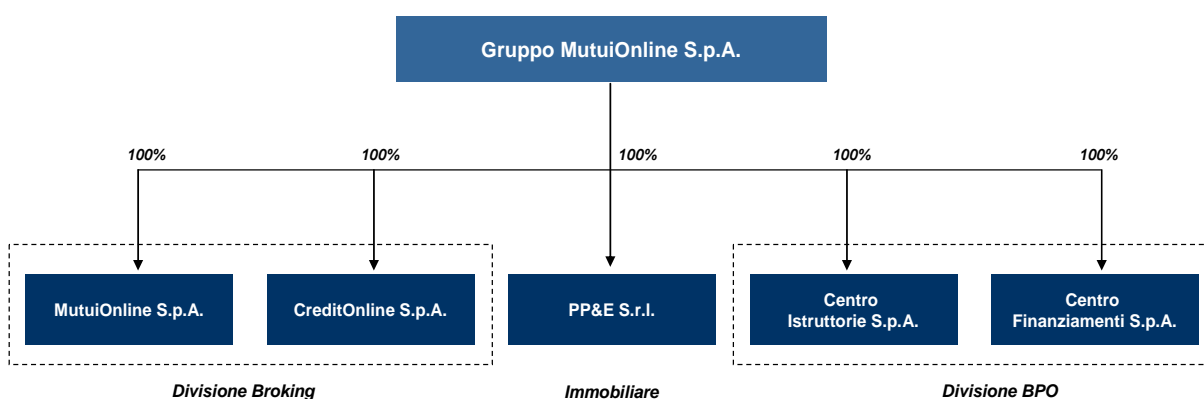 Gruppo MutuiOnline S.p.A.
100%
100%
100%
100%
100%
MutuiOnline S.p.A.
CreditOnline S.p.A.
PP&E S.r.l.
Centro
Istruttorie S.p.A.
Centro
Finanziamenti S.p.A.
Divisione Broking
Immobiliare
Divisione BPO